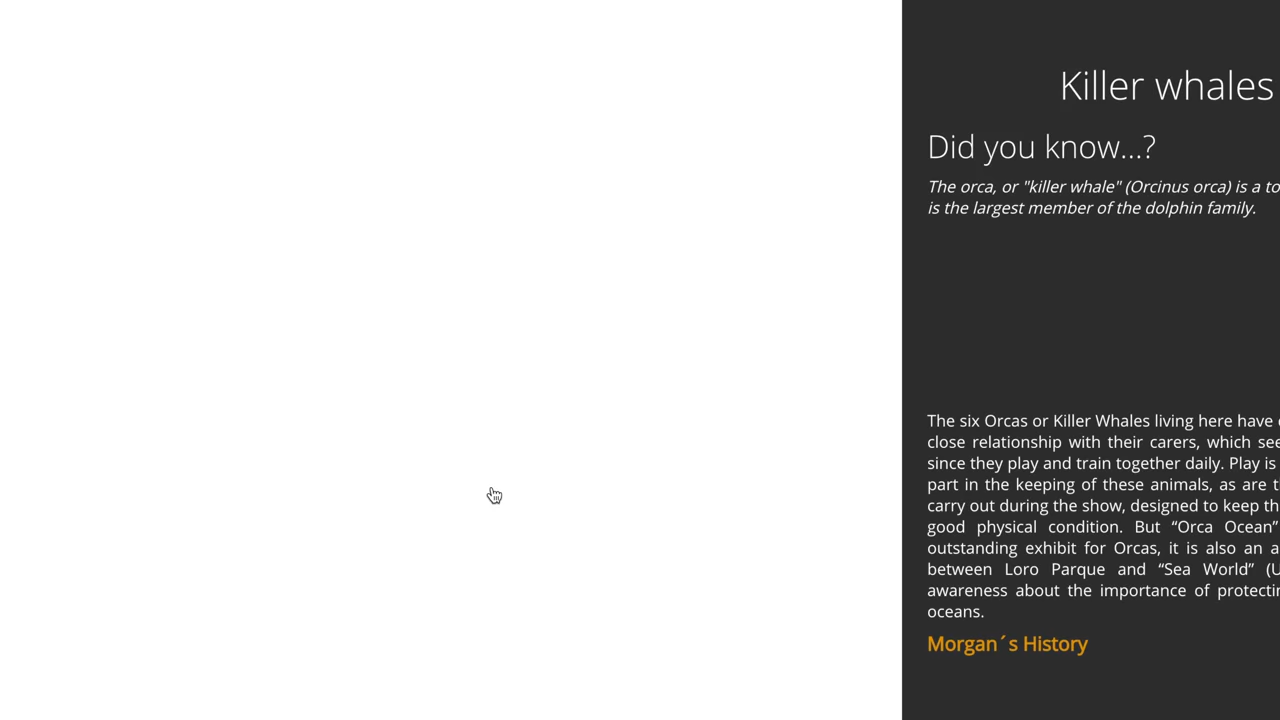 Killer whales
Did you know...?
The orca, or "killer whale" (Orcinus orca) is a
is the largest member of the dolphin family.
The six Orcas or Killer Whales living here have
close relationship with their carers, which
since they play and train together daily. Play is
part in the keeping of these animals, as are
carry out during the show, designed to keep
good physical condition. But “Orca Ocean”
outstanding exhibit for Orcas, it is also an
between Loro Parque and “Sea World”
awareness about the importance of
oceans.
Morgan´s History